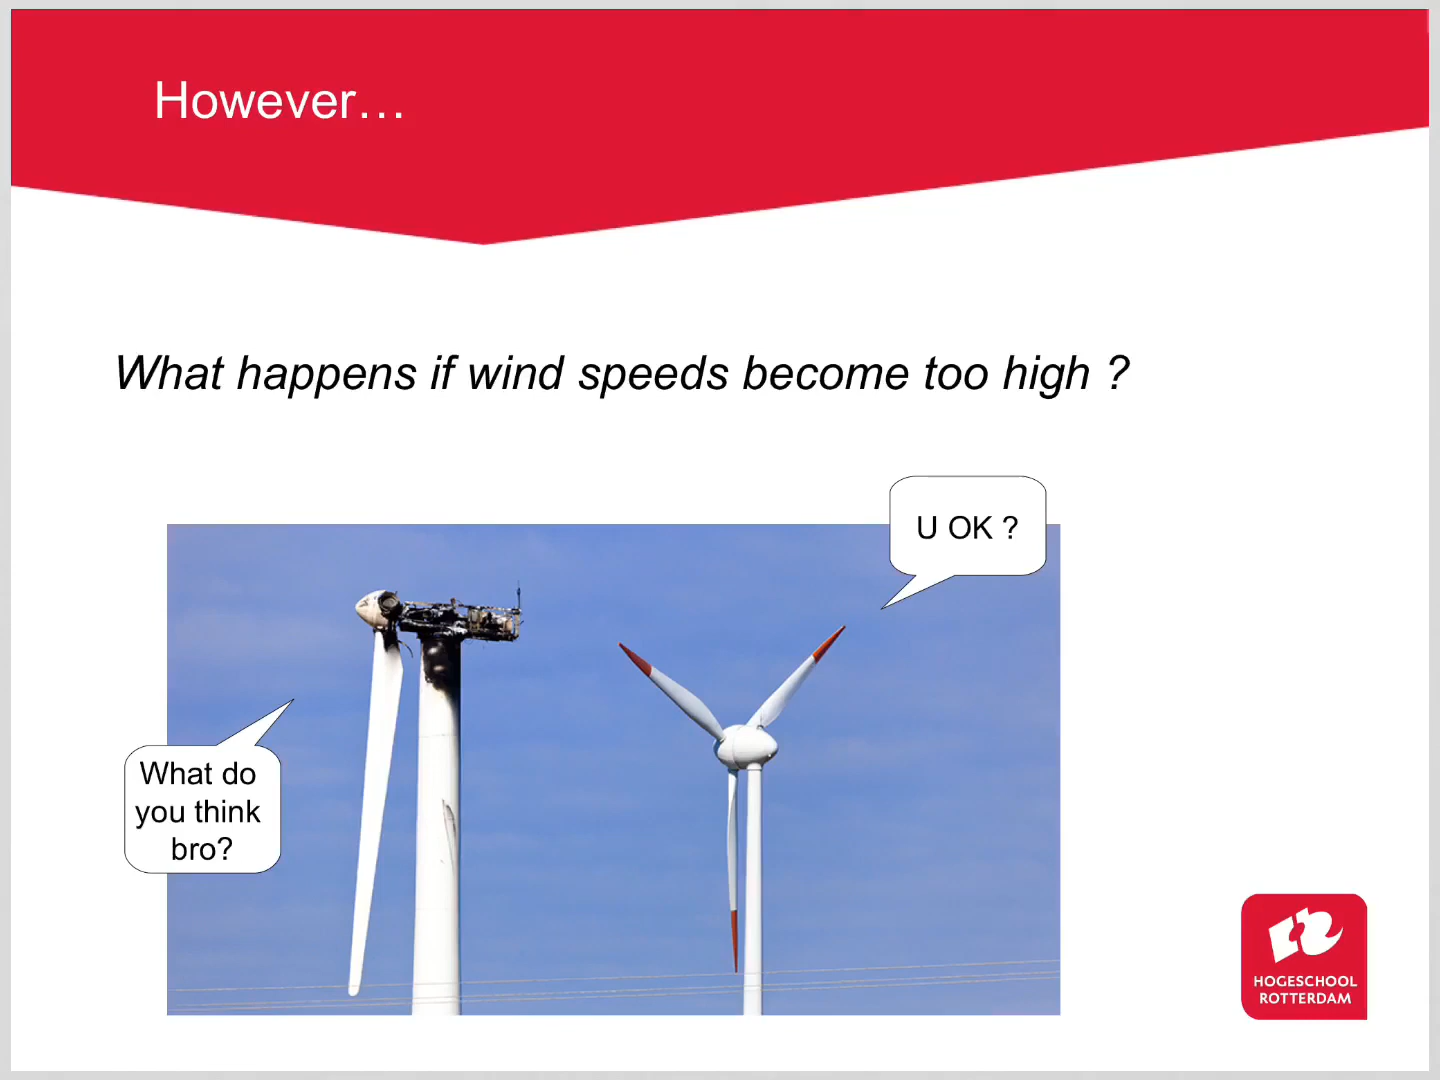 However…
What happens if wind speeds become too high ?
U OK ?
What do
you think
bro?
HOGESCHOOL
ROTTERDAM